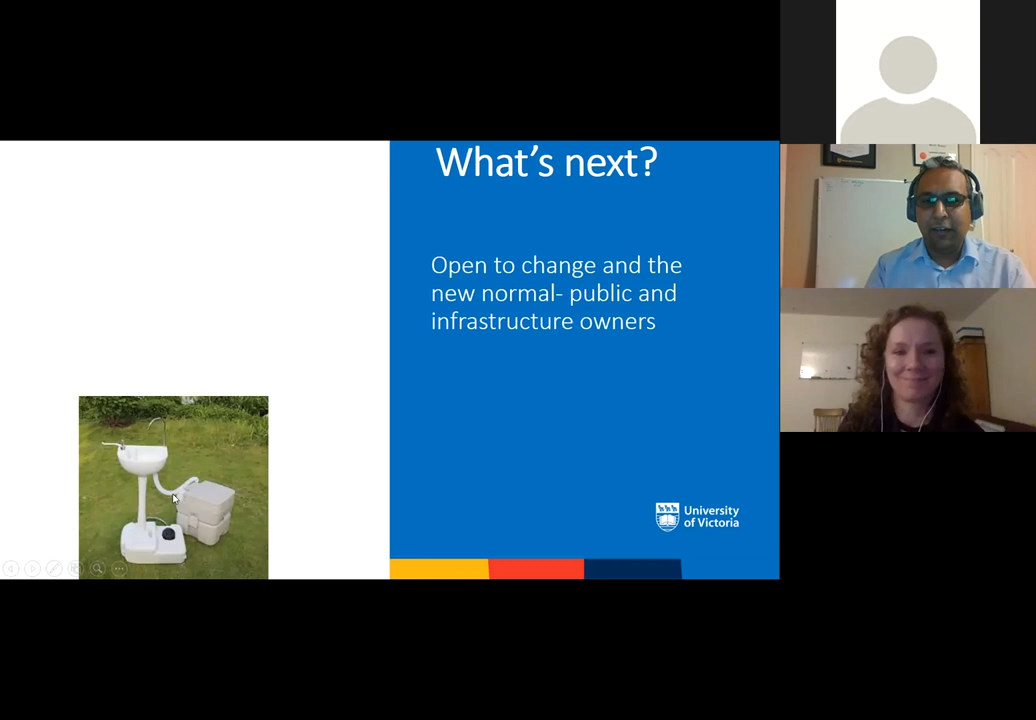 What's next?
Open to change and the
new normal- public and
infrastructure owners
University
of Victoria